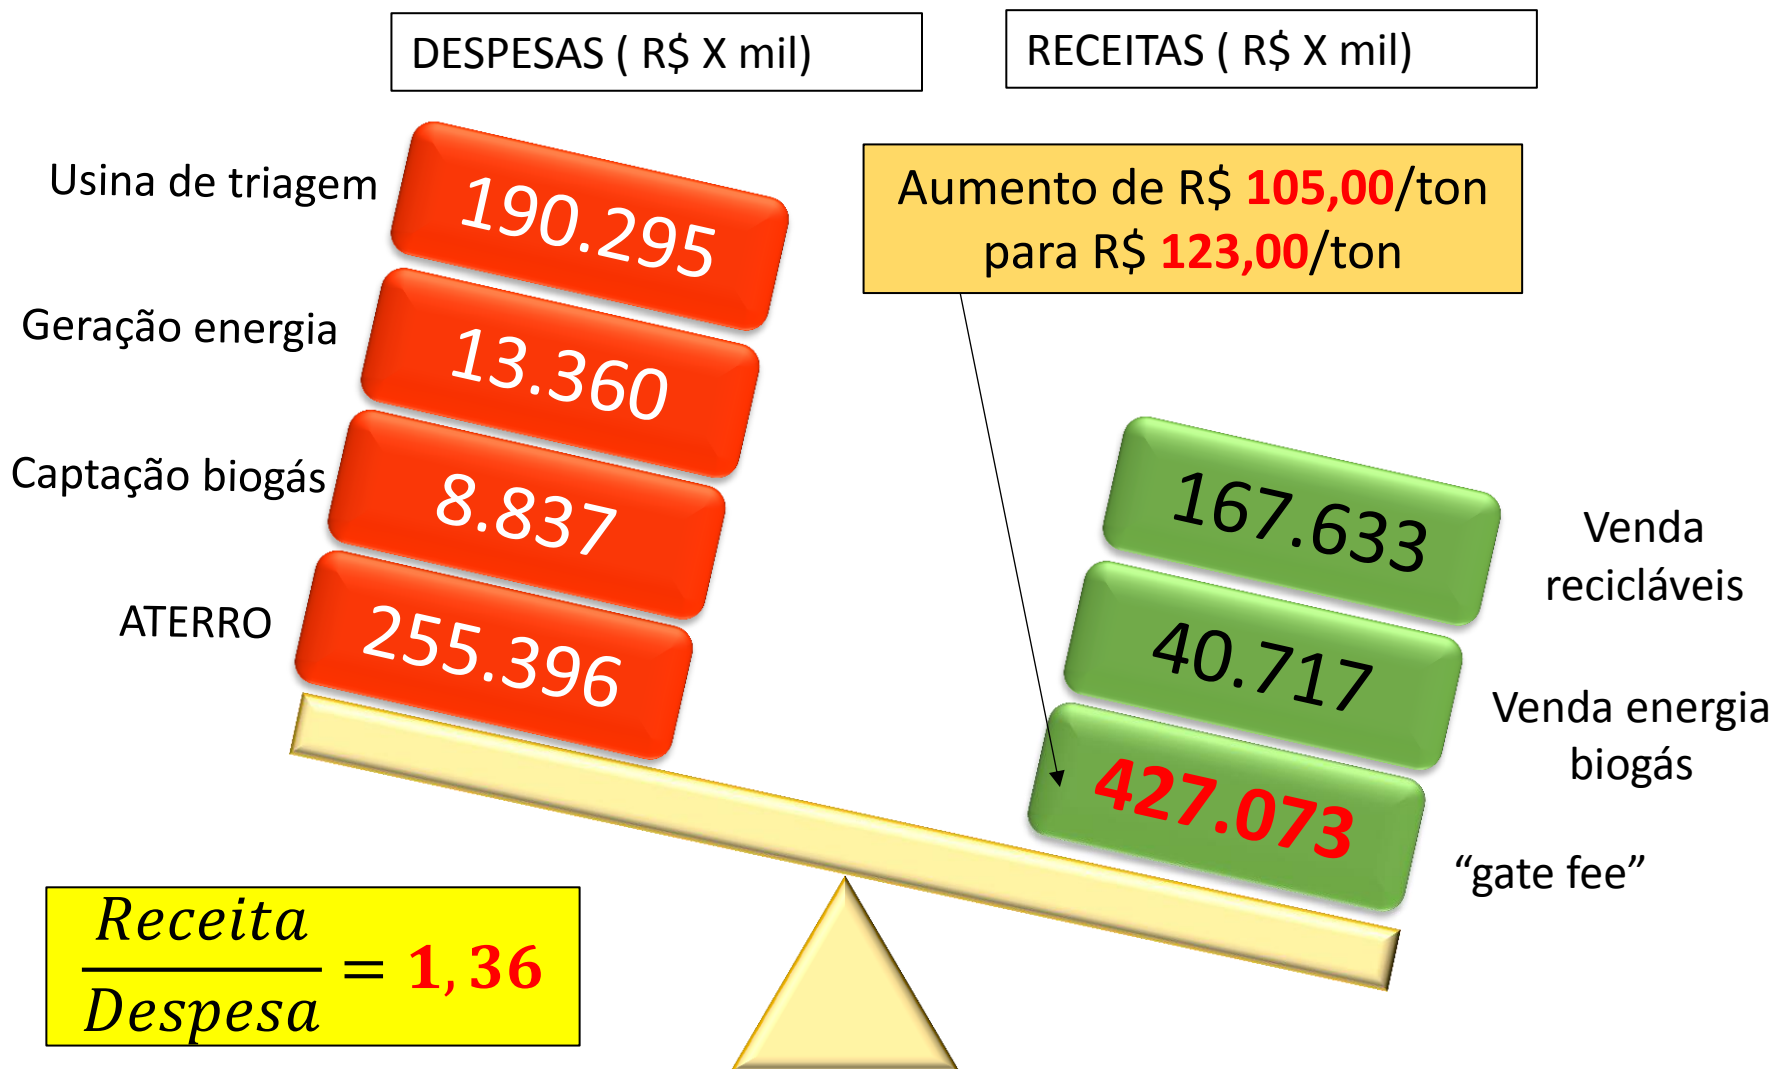 DESPESAS ( R$ X mil)
RECEITAS ( R$ X mil)
Aumento de R$ 105,00/ton
para R$ 123,00/ton
Usina de triagem
190.295
Geração energia
13.360
Captação biogás
8.837
ATERRO
255.396
167.633
Venda
recicláveis
40.717
Venda energia
biogás
427.073
“gate fee”
Receita
Despesa
= 1, 36